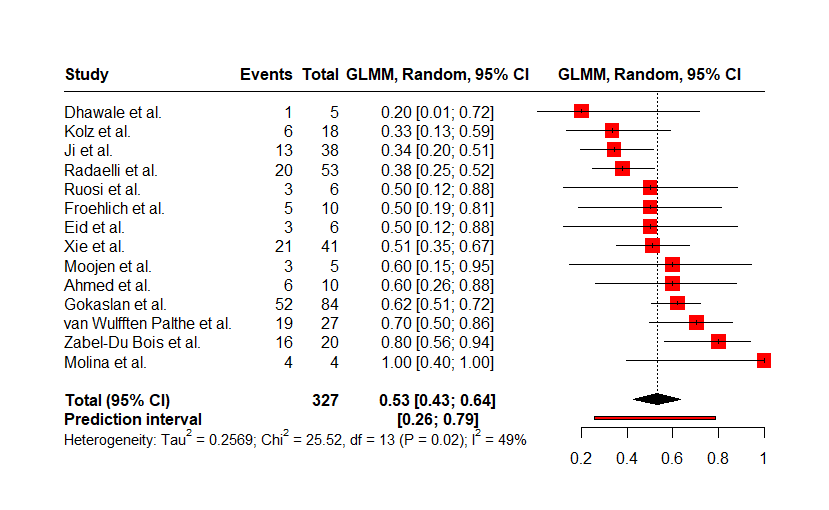 Study Events Total GLMM, Random, 95% CI GLMM, Random, 95% CI
Dhawale et al. 1 5 0.20 [0.01; 0.72]
Kolz et al. 6 18 0.33 [0.13; 0.59]
Ji et al. 13 38 0.34 [0.20; 0.51]
Radaelli et al. 20 53 0.38 [0.25; 0.52]
Ruosi et al. 3 6 0.50 [0.12; 0.88]
Froehlich et al. 5 10 0.50 [0.19; 0.81]
Eid et al. 3 6 0.50 [0.12; 0.88]
Xie et al. 21 41 0.51 [0.35; 0.67]
Moojen et al. 3 5 0.60 [0.15; 0.95]
Ahmed et al. 6 10 0.60 [0.26; 0.88]
Gokaslan et al. 52 84 0.62 [0.51; 0.72]
van Wulfften Palthe et al. 19 27 0.70 [0.50; 0.86]
Zabel-Du Bois et al. 16 20 0.80 [0.56; 0.94]
Molina et al. 4 4 1.00 [0.40; 1.00]
Total (95% CI) 327 0.53 [0.43; 0.64]
Prediction interval [0.26; 0.79]
Heterogeneity: Tau² = 0.2569; Chi² = 25.52, df = 13 (P = 0.02); I² = 49%
0.2 0.4 0.6 0.8 1